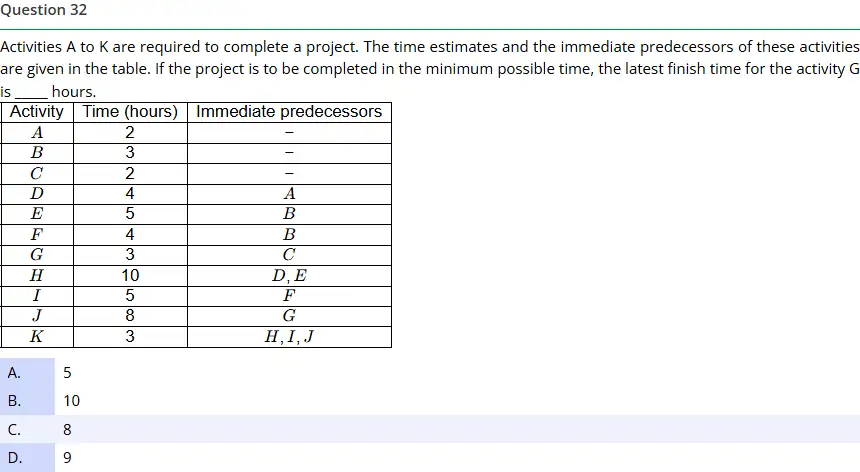 Question 32
Activities A to K are required to complete a project. The time estimates and the immediate predecessors of these activities
are given in the table. If the project is to be completed in the minimum possible time, the latest finish time for the activity G
is ____ hours.
Activity Time (hours) Immediate predecessors
A 2 –
B 3 –
C 2 –
D 4 A
E 5 B
F 4 B
G 3 C
H 10 D, E
I 5 F
J 8 G
K 3 H, I, J
A. 5
B. 10
C. 8
D. 9